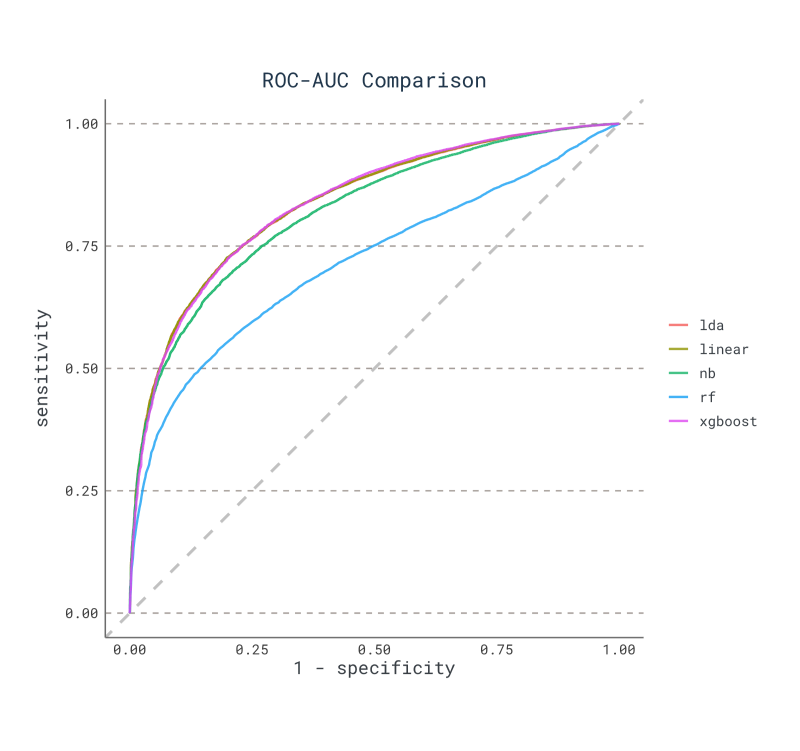 ROC-AUC Comparison
1.00
0.75
0.50
0.25
0.00
sensitivity
0.00 0.25 0.50 0.75 1.00
1 - specificity
lda
linear
nb
rf
xgboost